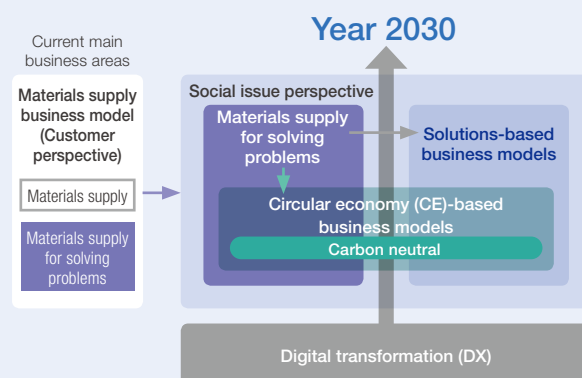 Year 2030
Current main
business areas
Materials supply
business model
(Customer
perspective)
Materials supply
Materials supply
for solving
problems
Social issue perspective
Materials supply
for solving
problems
Solutions-based
business models
Circular economy (CE)-based
business models
Carbon neutral
Digital transformation (DX)